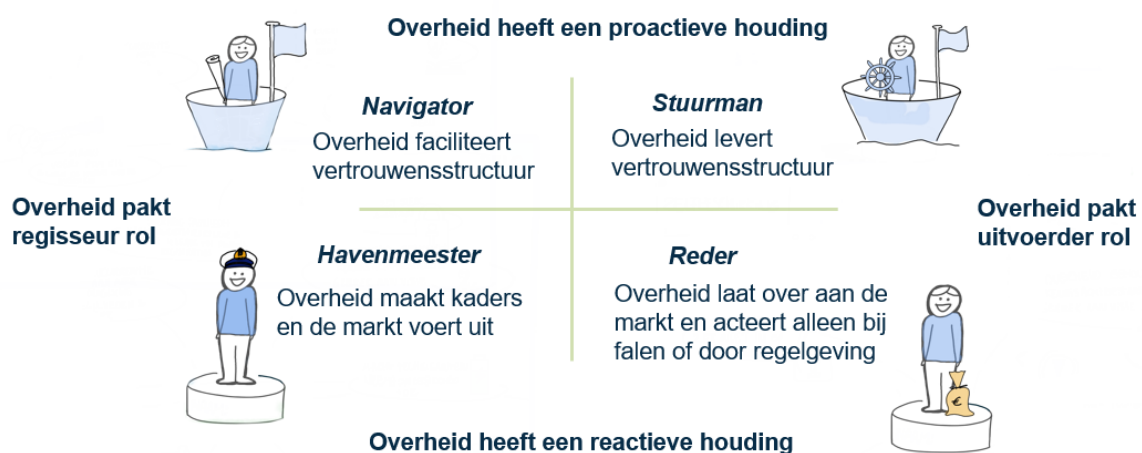 Overheid heeft een proactieve houding
Navigator
Overheid faciliteert
vertrouwensstructuur
Stuurman
Overheid levert
vertrouwensstructuur
Overheid pakt
regisseur rol
Overheid pakt
uitvoerder rol
Havenmeester
Overheid maakt kaders
en de markt voert uit
Reder
Overheid laat over aan de
markt en acteert alleen bij
falen of door regelgeving
€
Overheid heeft een reactieve houding